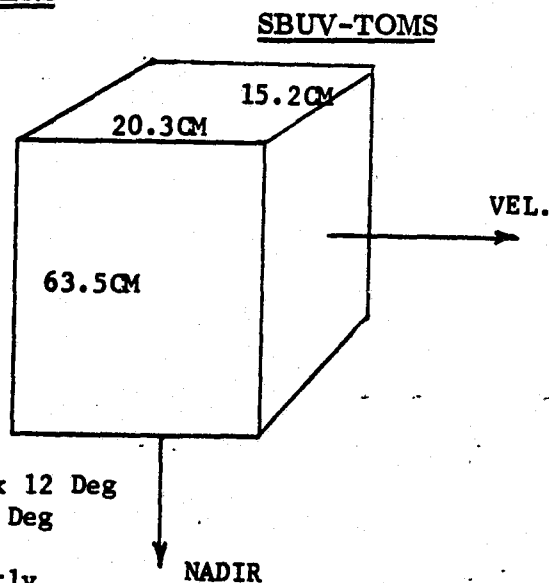 SBUV-TOMS
15.2CM
20.3CM
VEL.
63.5CM
x 12 Deg
Deg
NADIR